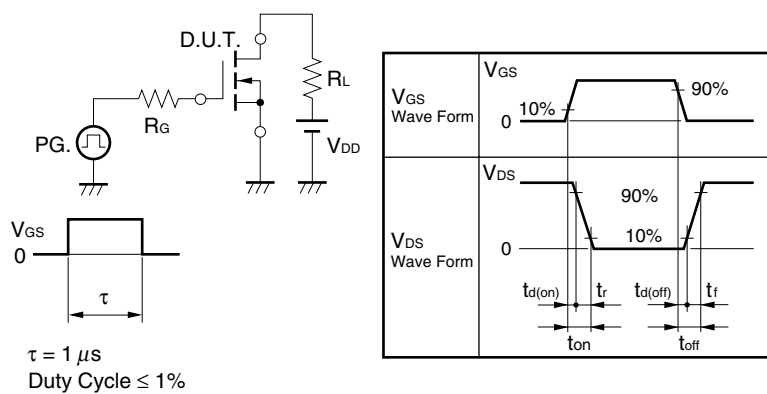 D.U.T.
RL
RG
PG.
VDD
VGS
0
τ
τ = 1 μs
Duty Cycle ≤ 1%
VGS
Wave Form
VGS
10%
90%
0
VDS
Wave Form
VDS
90%
10%
0
td(on)
tr
td(off)
tf
ton
toff